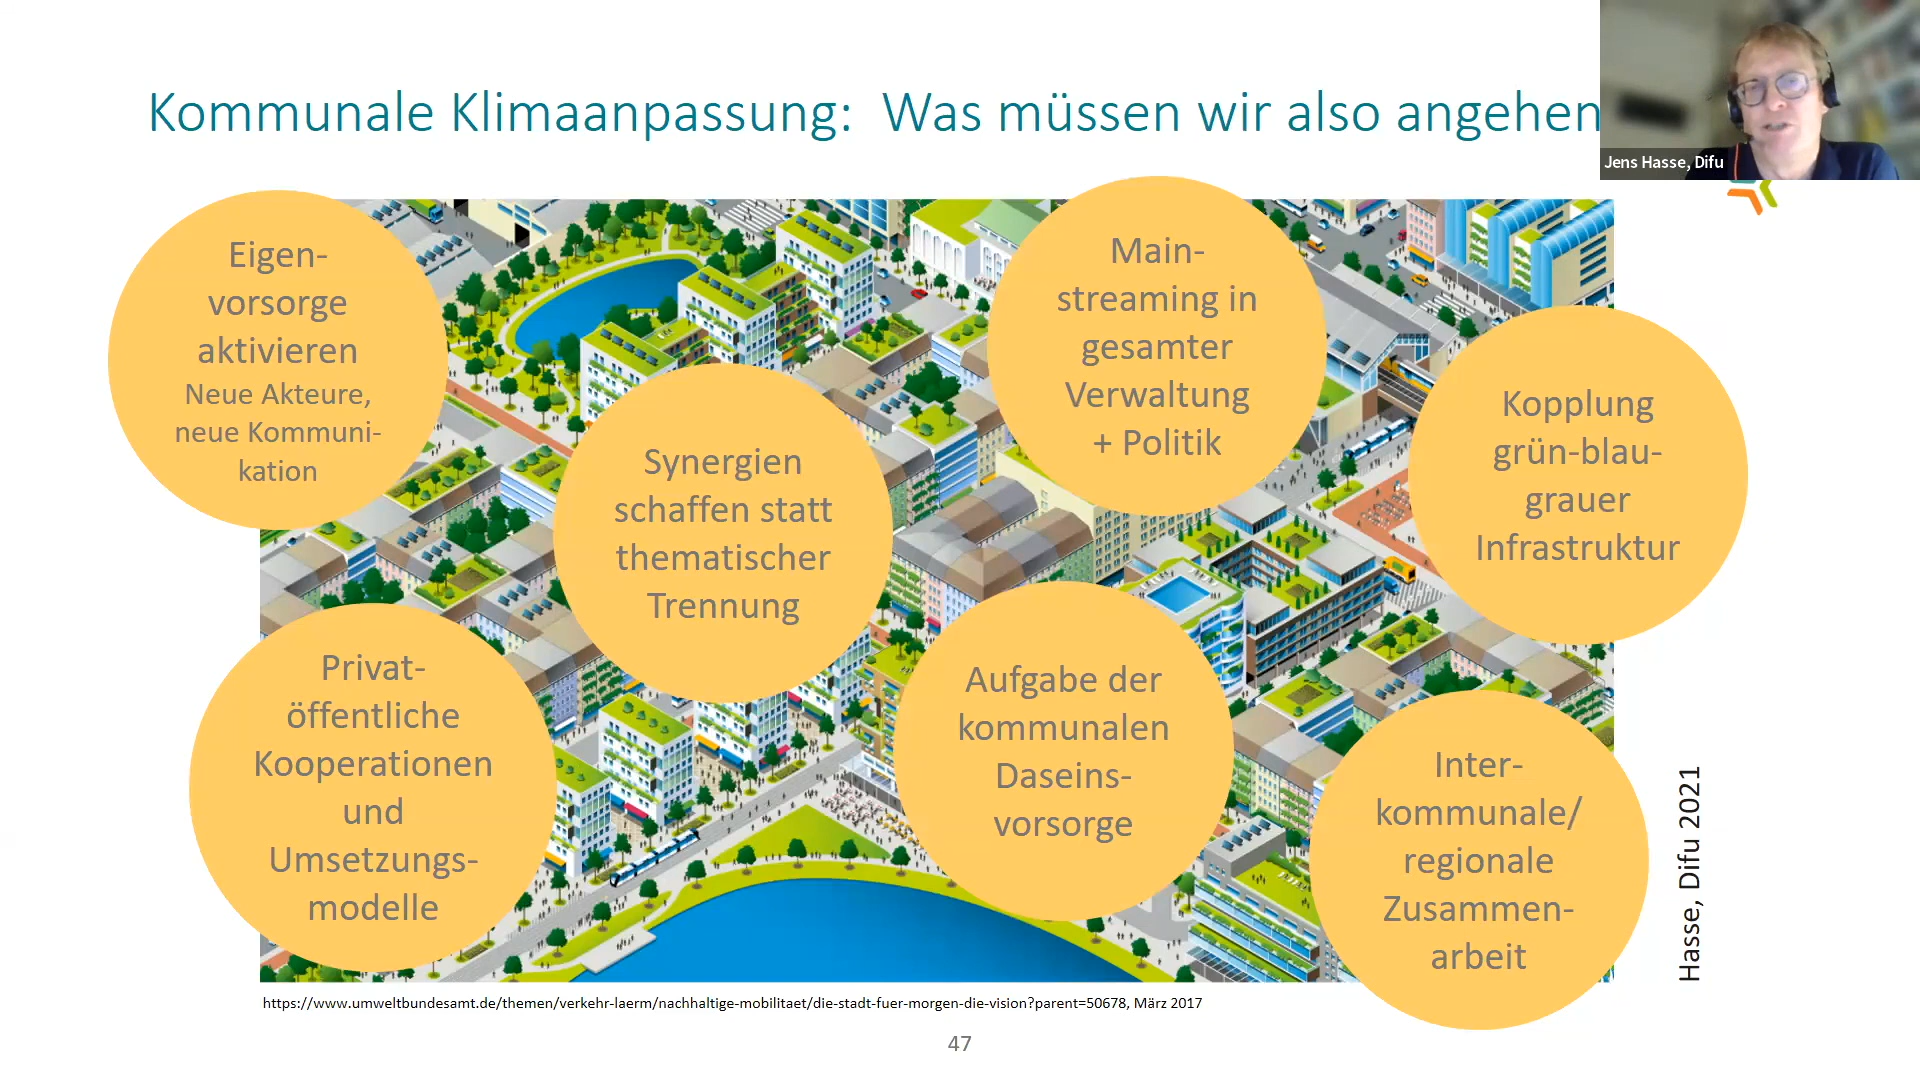 Kommunale Klimaanpassung: Was müssen wir also angehen
Jens Hasse, Difu
Eigen-
vorsorge
aktivieren
Neue Akteure,
neue Kommuni-
kation
Synergien
schaffen statt
thematischer
Trennung
Main-
streaming in
gesamter
Verwaltung
+ Politik
Kopplung
grün-blau-
grauer
Infrastruktur
Privat-
öffentliche
Kooperationen
und
Umsetzungs-
modelle
Aufgabe der
kommunalen
Daseins-
vorsorge
Inter-
kommunale/
regionale
Zusammen-
arbeit
Hasse, Difu 2021
https://www.umweltbundesamt.de/themen/verkehr-laerm/nachhaltige-mobilitaet/die-stadt-fuer-morgen-die-vision?parent=50678, März 2017
47